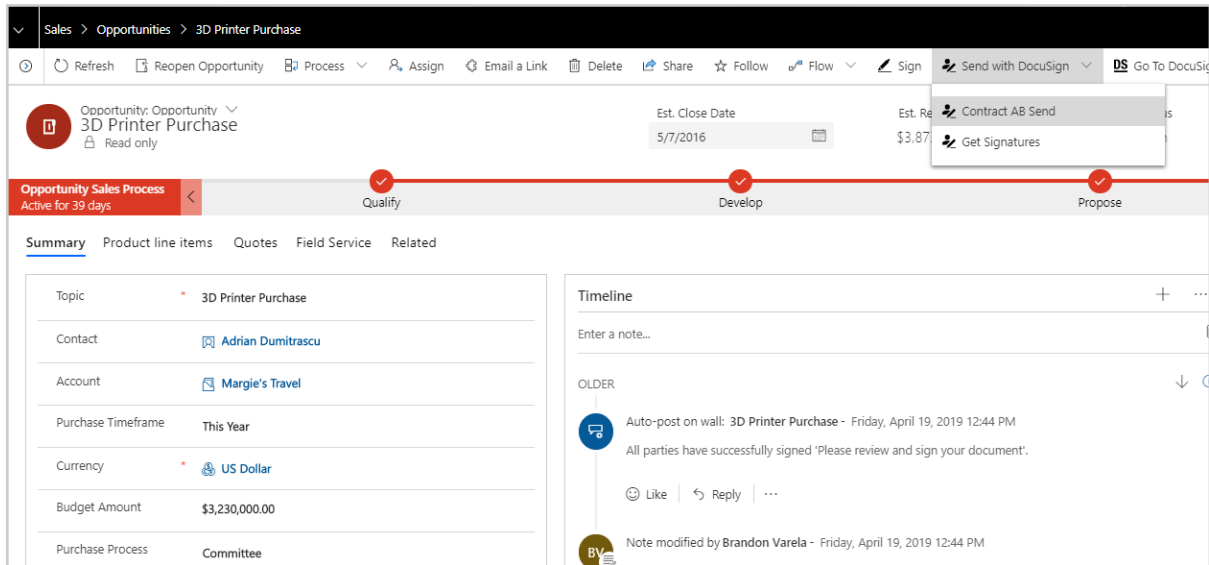 Sales > Opportunities > 3D Printer Purchase
Refresh Reopen Opportunity Process Assign Email a Link Delete Share Follow Flow Sign Send with DocuSign DS Go To
Contract AB Send
Get Signatures
Opportunity: Opportunity
3D Printer Purchase
Read only
Est. Close Date
5/7/2016
Est.
Opportunity Sales Process
Active for 39 days
Qualify Develop Propose
Summary Product line items Quotes Field Service Related
Topic * 3D Printer Purchase
Contact Adrian Dumitrascu
Account Margie's Travel
Purchase Timeframe This Year
Currency * US Dollar
Budget Amount $3,230,000.00
Purchase Process Committee
Timeline
Enter a note...
OLDER
Auto-post on wall: 3D Printer Purchase - Friday, April 19, 2019 12:44 PM
All parties have successfully signed 'Please review and sign your document'.
Like Reply ...
BV Note modified by Brandon Varela - Friday, April 19, 2019 12:44 PM